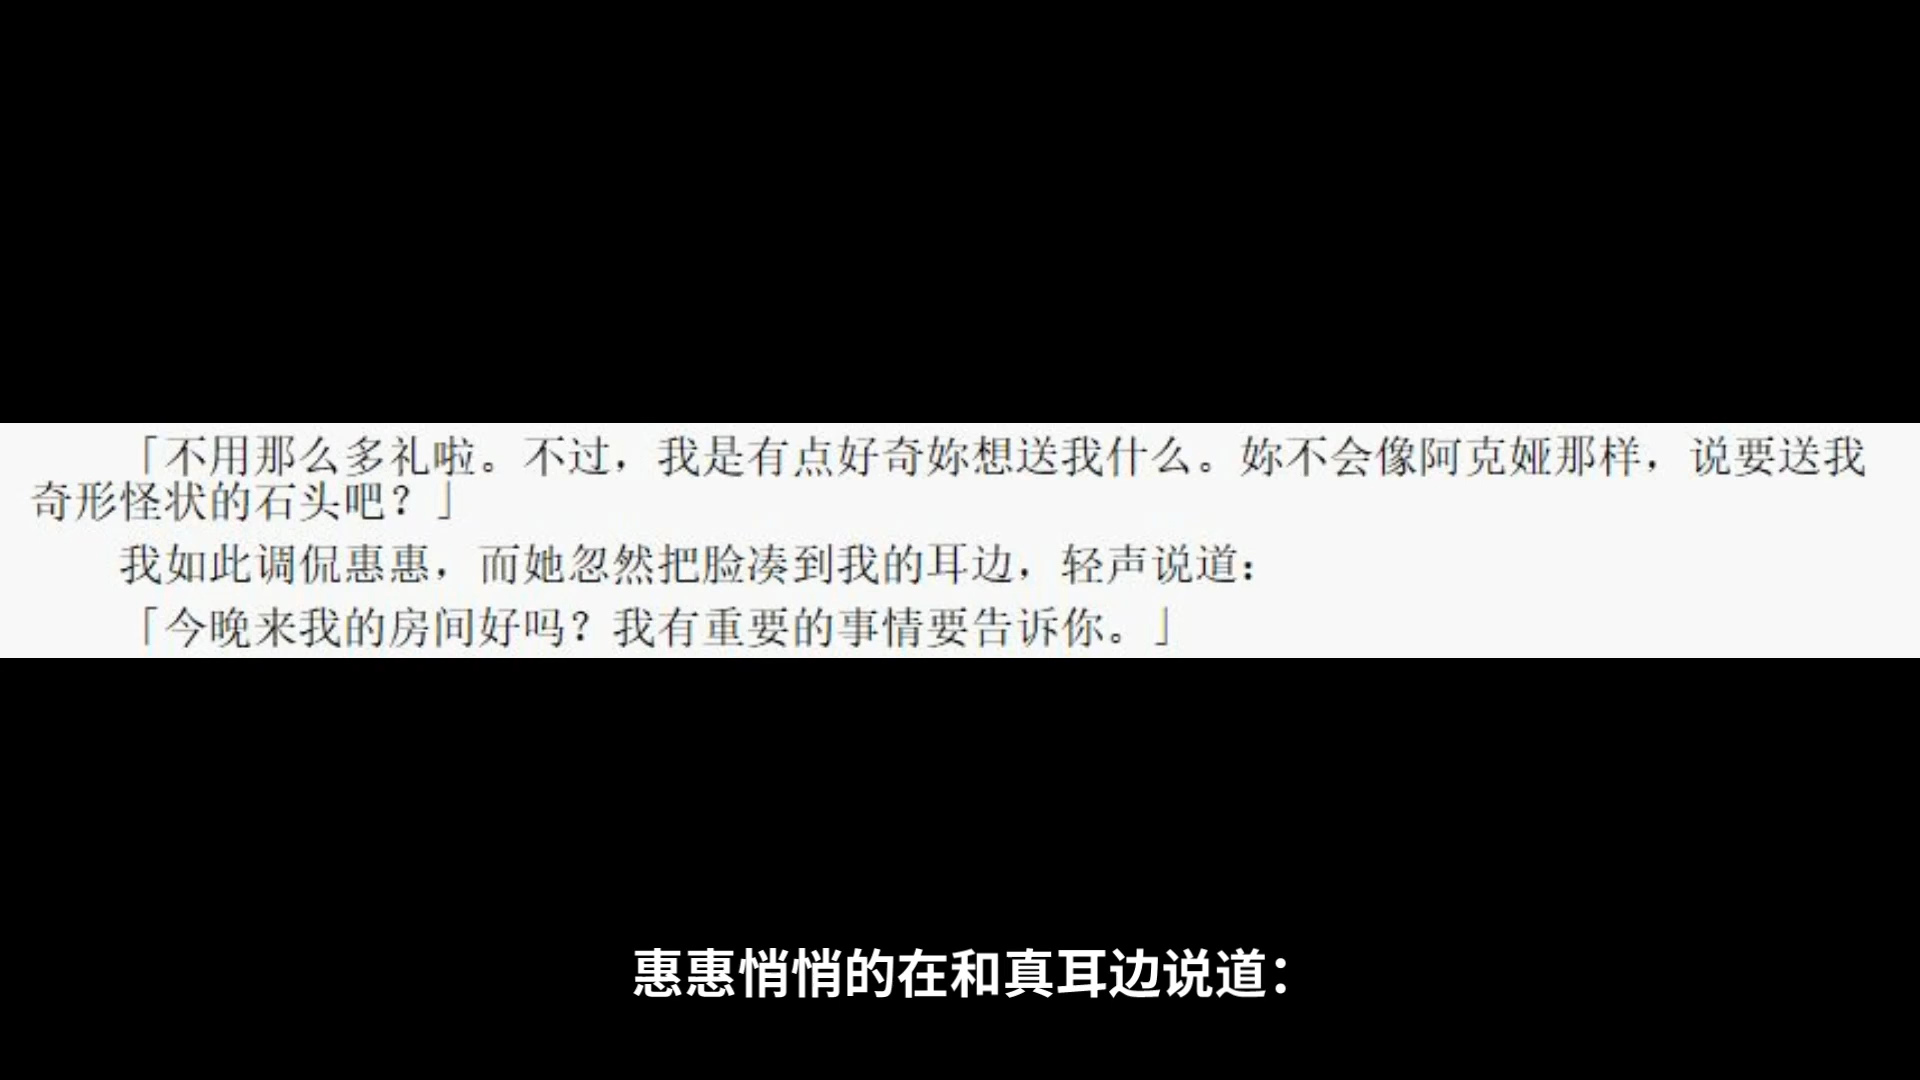 「不用那么多礼啦。不过，我是有点好奇妳想送我什么。妳不会像阿克娅那样，说要送我
奇形怪状的石头吧？」
我如此调侃惠惠，而她忽然把脸凑到我的耳边，轻声说道：
「今晚来我的房间好吗？我有重要的事情要告诉你。」
惠惠悄悄的在和真耳边说道：